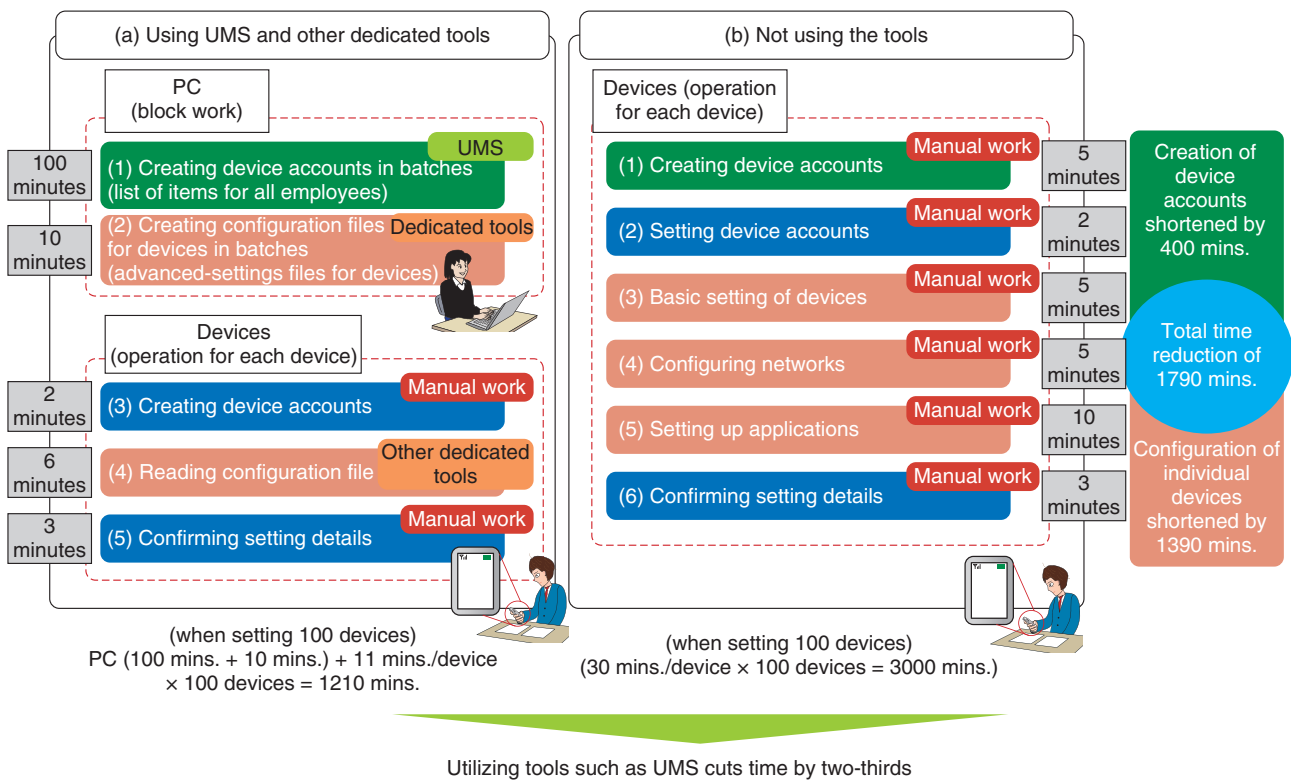 (a) Using UMS and other dedicated tools
PC
(block work)
100
minutes
UMS
(1) Creating device accounts in batches
(list of items for all employees)
10
minutes
Dedicated tools
(2) Creating configuration files
for devices in batches
(advanced-settings files for devices)
Devices
(operation for each device)
2
minutes
Manual work
(3) Creating device accounts
6
minutes
Other dedicated
tools
(4) Reading configuration file
3
minutes
Manual work
(5) Confirming setting details
(when setting 100 devices)
PC (100 mins. + 10 mins.) + 11 mins./device
× 100 devices = 1210 mins.
(b) Not using the tools
Devices (operation
for each device)
Manual work
(1) Creating device accounts
5
minutes
Manual work
(2) Setting device accounts
2
minutes
Manual work
(3) Basic setting of devices
5
minutes
Manual work
(4) Configuring networks
5
minutes
Manual work
(5) Setting up applications
10
minutes
Manual work
(6) Confirming setting details
3
minutes
(when setting 100 devices)
(30 mins./device × 100 devices = 3000 mins.)
Creation of
device
accounts
shortened by
400 mins.
Total time
reduction of
1790 mins.
Configuration of
individual
devices
shortened by
1390 mins.
Utilizing tools such as UMS cuts time by two-thirds